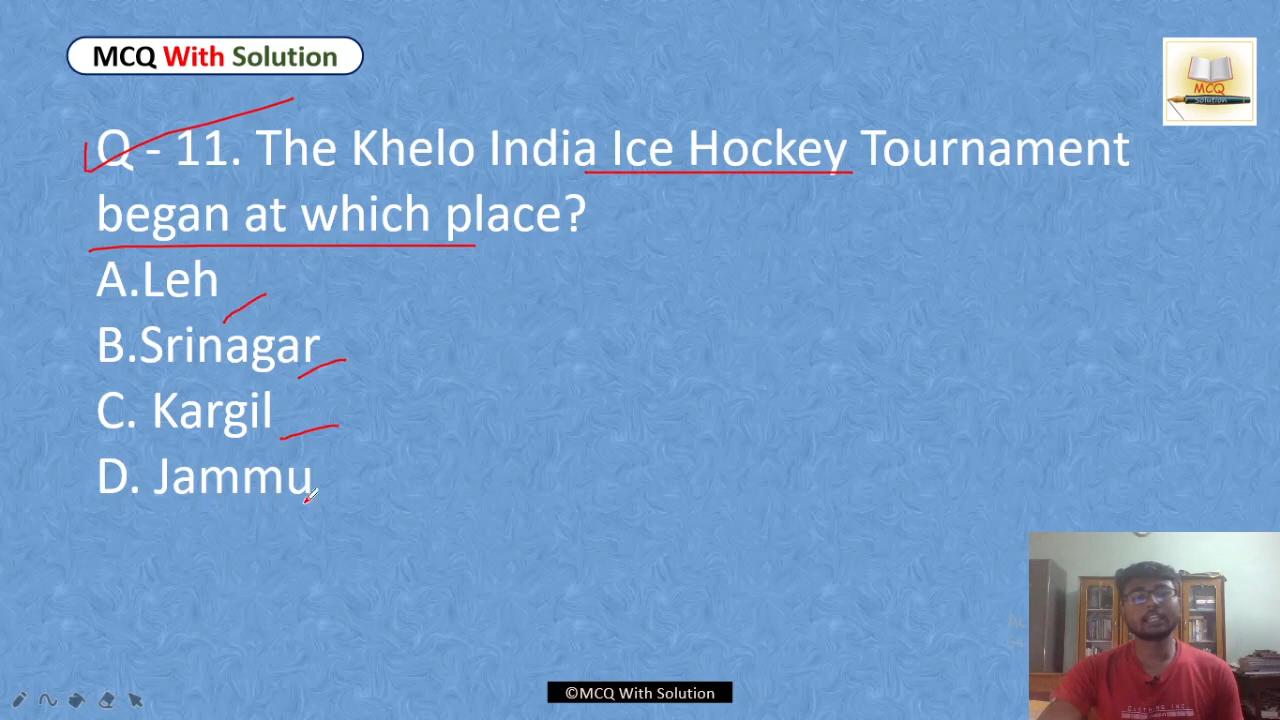 MCQ With Solution
MCQ
Solution
Q - 11. The Khelo India Ice Hockey Tournament
began at which place?
A.Leh
B.Srinagar
C. Kargil
D. Jammu
©MCQ With Solution